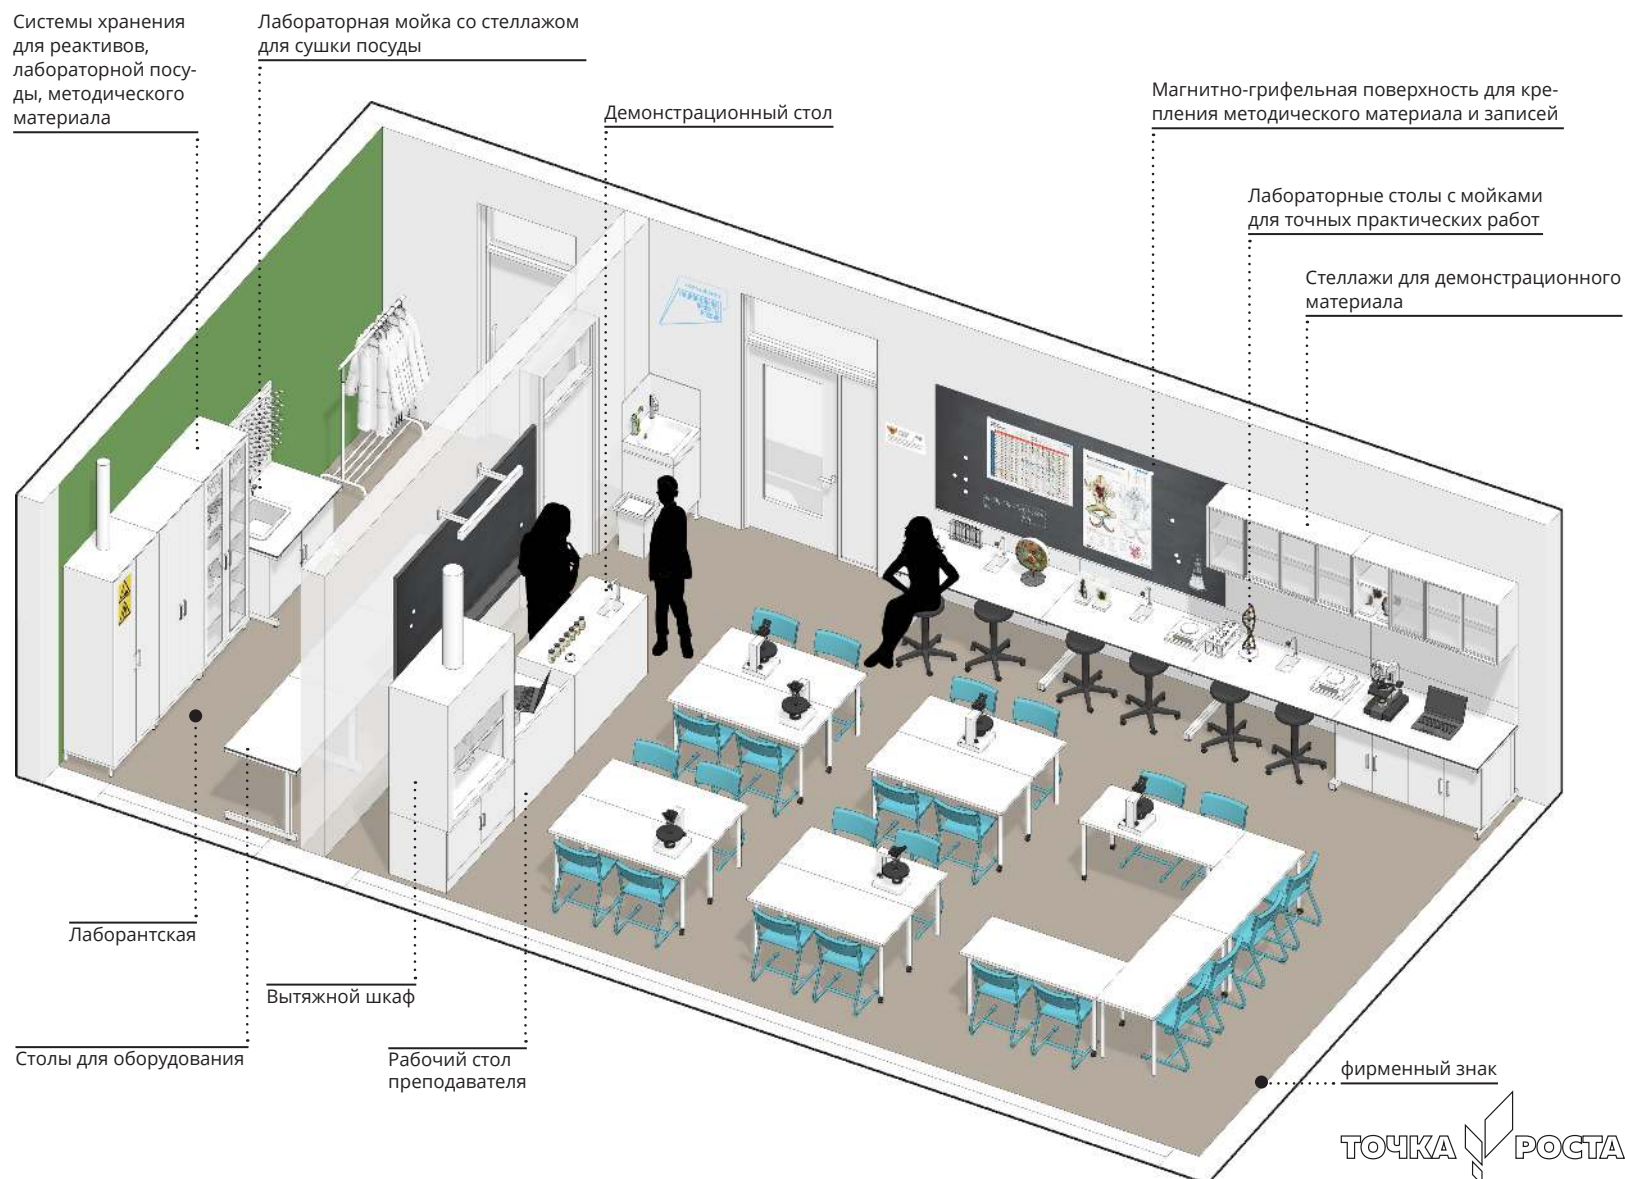 Системы хранения
для реактивов,
лабораторной посу-
ды, методического
материала
Лабораторная мойка со стеллажом
для сушки посуды
Демонстрационный стол
Магнитно-грифельная поверхность для кре-
пления методического материала и записей
Лабораторные столы с мойками
для точных практических работ
Стеллажи для демонстрационного
материала
Лаборантская
Вытяжной шкаф
Столы для оборудования
Рабочий стол
преподавателя
фирменный знак
ТОЧКА РОСТА